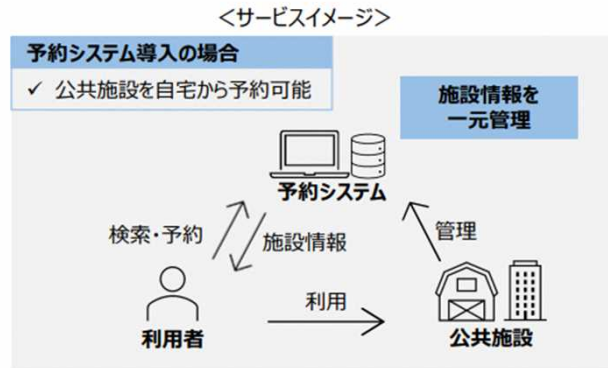 ＜サービスイメージ＞
予約システム導入の場合
✓ 公共施設を自宅から予約可能
施設情報を
一元管理
予約システム
検索・予約
施設情報
管理
利用
利用者
公共施設